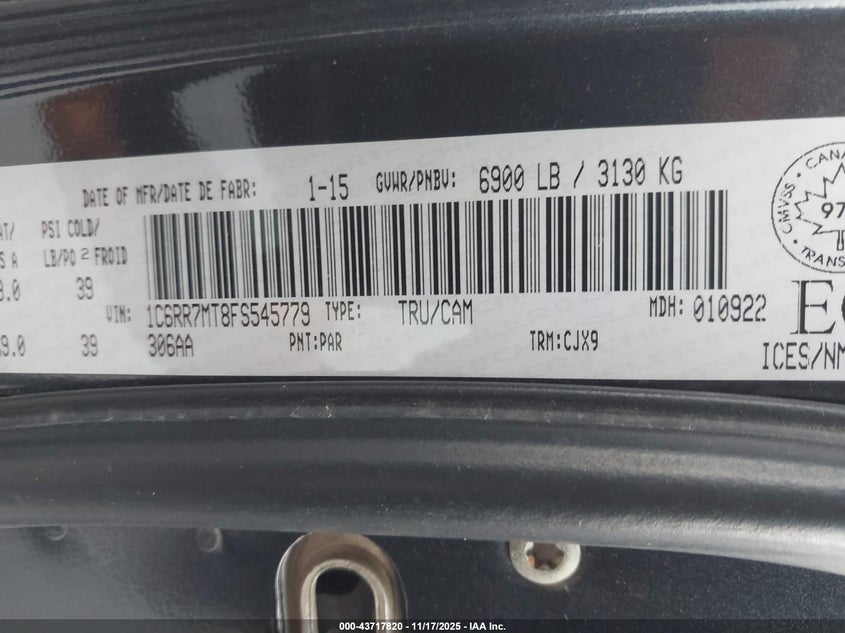 DATE OF MFR/DATE DE FABR: 1-15 GVWR/PNBV: 6900 LB / 3130 KG
PSI COLD/
LB/PO 2 FROID
39
VIN: 1C6RR7MT8FS545779 TYPE: TRU/CAM MDH: 010922
39 306AA PNT:PAR TRM:CJX9
CMVSS
TRANS
ICES/NM
000-43717820 - 11/17/2025 - IAA Inc.